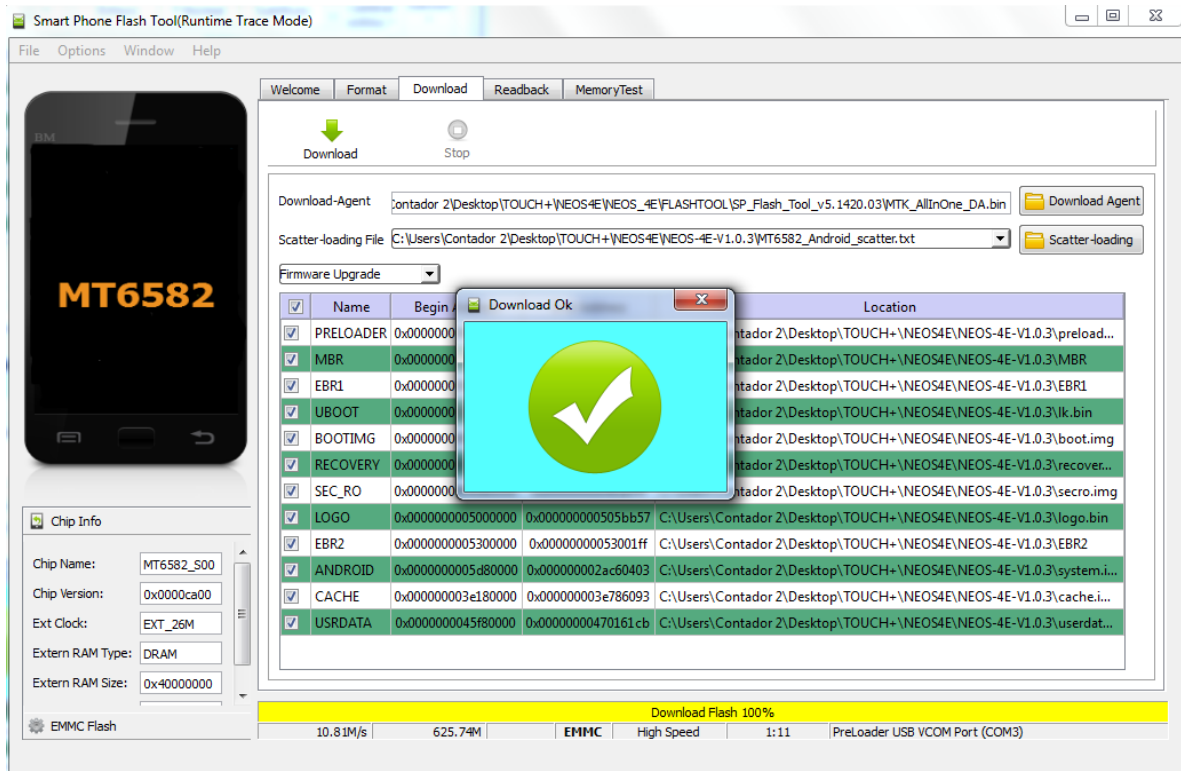 Smart Phone Flash Tool(Runtime Trace Mode)
File Options Window Help
Welcome Format Download Readback MemoryTest
BM
MT6582
Download Stop
Download-Agent Contador 2\Desktop\TOUCH+\NEOS4E\NEOS_4E\FLASHTOOL\SP_Flash_Tool_v5.1420.03\MTK_AllInOne_DA.bin Download Agent
Scatter-loading File C:\Users\Contador 2\Desktop\TOUCH+\NEOS4E\NEOS-4E-V1.0.3\MT6582_Android_scatter.txt Scatter-loading
Firmware Upgrade
Name Begin Location
Download Ok
PRELOADER 0x0000000 ntador 2\Desktop\TOUCH+\NEOS4E\NEOS-4E-V1.0.3\preload...
MBR 0x0000000 ntador 2\Desktop\TOUCH+\NEOS4E\NEOS-4E-V1.0.3\MBR
EBR1 0x0000000 ntador 2\Desktop\TOUCH+\NEOS4E\NEOS-4E-V1.0.3\EBR1
UBOOT 0x0000000 ntador 2\Desktop\TOUCH+\NEOS4E\NEOS-4E-V1.0.3\lk.bin
BOOTIMG 0x0000000 ntador 2\Desktop\TOUCH+\NEOS4E\NEOS-4E-V1.0.3\boot.img
RECOVERY 0x0000000 ntador 2\Desktop\TOUCH+\NEOS4E\NEOS-4E-V1.0.3\recover...
SEC_RO 0x0000000 ntador 2\Desktop\TOUCH+\NEOS4E\NEOS-4E-V1.0.3\secro.img
LOGO 0x0000000005000000 0x000000000505bb57 C:\Users\Contador 2\Desktop\TOUCH+\NEOS4E\NEOS-4E-V1.0.3\logo.bin
EBR2 0x0000000005300000 0x00000000053001ff C:\Users\Contador 2\Desktop\TOUCH+\NEOS4E\NEOS-4E-V1.0.3\EBR2
ANDROID 0x0000000005d80000 0x000000002ac60403 C:\Users\Contador 2\Desktop\TOUCH+\NEOS4E\NEOS-4E-V1.0.3\system.i...
CACHE 0x000000003e180000 0x000000003e786093 C:\Users\Contador 2\Desktop\TOUCH+\NEOS4E\NEOS-4E-V1.0.3\cache.i...
USRDATA 0x0000000045f80000 0x00000000470161cb C:\Users\Contador 2\Desktop\TOUCH+\NEOS4E\NEOS-4E-V1.0.3\userdat...
Chip Info
Chip Name: MT6582_S00
Chip Version: 0x0000ca00
Ext Clock: EXT_26M
Extern RAM Type: DRAM
Extern RAM Size: 0x40000000
EMMC Flash
Download Flash 100%
10.81M/s 625.74M EMMC High Speed 1:11 PreLoader USB VCOM Port (COM3)